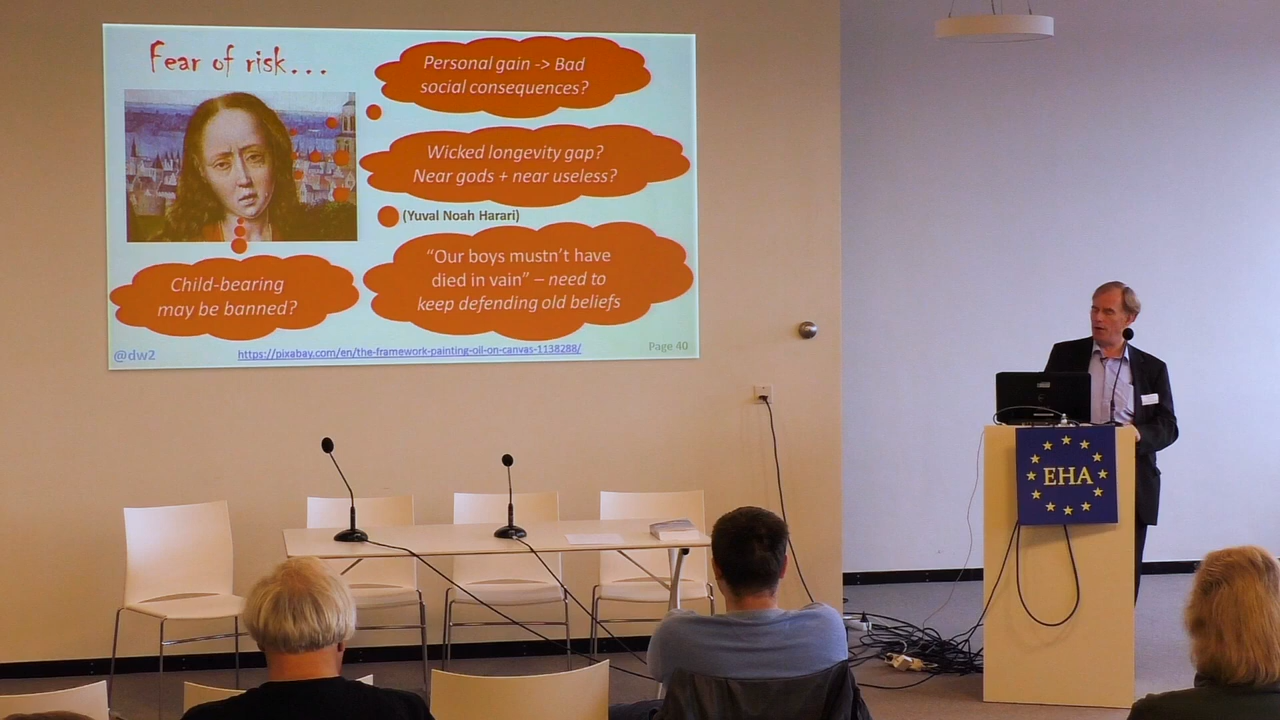 Fear of risk...
Personal gain -> Bad
social consequences?
Wicked longevity gap?
Near gods + near useless?
(Yuval Noah Harari)
"Our boys mustn't have
died in vain" – need to
keep defending old beliefs
Child-bearing
may be banned?
@dw2
https://pixabay.com/en/the-framework-painting-oil-on-canvas-1138288/
Page 40
EHA